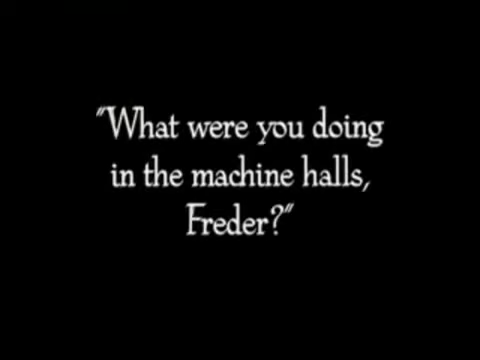 "What were you doing
in the machine halls,
Freder?"